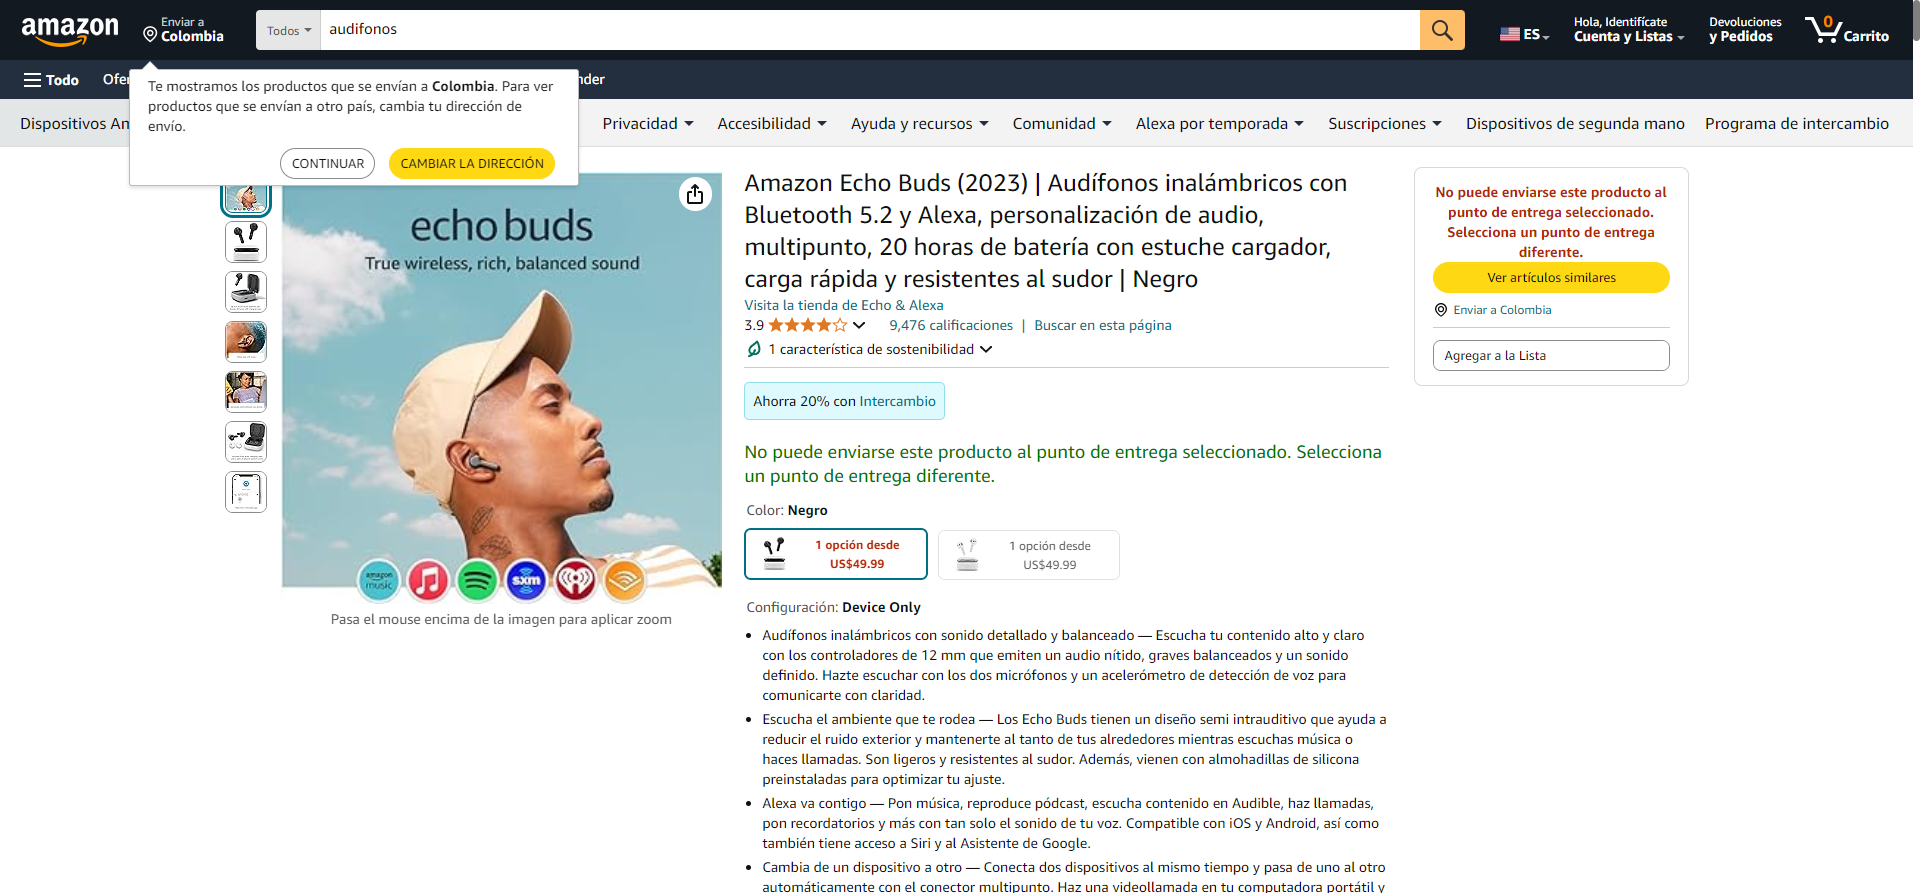 amazon
Enviar a
Colombia
Todos
audifonos
ES
Hola, Identifícate
Cuenta y Listas
Devoluciones
y Pedidos
0
Carrito
Todo
Ofer
nder
Te mostramos los productos que se envían a Colombia. Para ver
productos que se envían a otro país, cambia tu dirección de
envío.
CONTINUAR
CAMBIAR LA DIRECCIÓN
Dispositivos An
Privacidad
Accesibilidad
Ayuda y recursos
Comunidad
Alexa por temporada
Suscripciones
Dispositivos de segunda mano
Programa de intercambio
echo buds
True wireless, rich, balanced sound
amazon
music
sxm
Pasa el mouse encima de la imagen para aplicar zoom
Amazon Echo Buds (2023) | Audífonos inalámbricos con
Bluetooth 5.2 y Alexa, personalización de audio,
multipunto, 20 horas de batería con estuche cargador,
carga rápida y resistentes al sudor | Negro
Visita la tienda de Echo & Alexa
3.9
9,476 calificaciones | Buscar en esta página
1 característica de sostenibilidad
Ahorra 20% con Intercambio
No puede enviarse este producto al punto de entrega seleccionado. Selecciona
un punto de entrega diferente.
Color: Negro
1 opción desde
US$49.99
1 opción desde
US$49.99
Configuración: Device Only
• Audífonos inalámbricos con sonido detallado y balanceado — Escucha tu contenido alto y claro
con los controladores de 12 mm que emiten un audio nítido, graves balanceados y un sonido
definido. Hazte escuchar con los dos micrófonos y un acelerómetro de detección de voz para
comunicarte con claridad.
• Escucha el ambiente que te rodea — Los Echo Buds tienen un diseño semi intrauditivo que ayuda a
reducir el ruido exterior y mantenerte al tanto de tus alrededores mientras escuchas música o
haces llamadas. Son ligeros y resistentes al sudor. Además, vienen con almohadillas de silicona
preinstaladas para optimizar tu ajuste.
• Alexa va contigo — Pon música, reproduce pódcast, escucha contenido en Audible, haz llamadas,
pon recordatorios y más con tan solo el sonido de tu voz. Compatible con iOS y Android, así como
también tiene acceso a Siri y al Asistente de Google.
• Cambia de un dispositivo a otro — Conecta dos dispositivos al mismo tiempo y pasa de uno al otro
automáticamente con el conector multipunto. Haz una videollamada en tu computadora portátil y
No puede enviarse este producto al
punto de entrega seleccionado.
Selecciona un punto de entrega
diferente.
Ver artículos similares
Enviar a Colombia
Agregar a la Lista